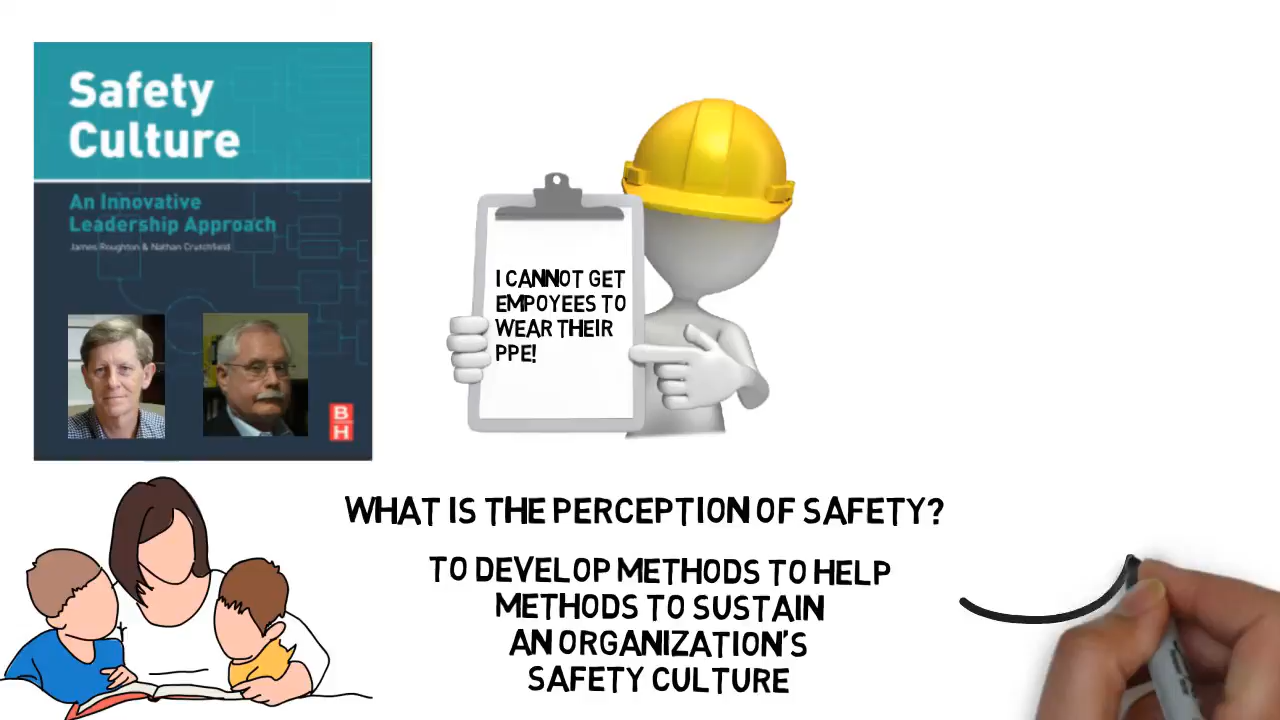 Safety
Culture
An Innovative
Leadership Approach
James Roughton & Nathan Crutchfield
B
H
I CANNOT GET
EMPOYEES TO
WEAR THEIR
PPE!
WHAT IS THE PERCEPTION OF SAFETY?
TO DEVELOP METHODS TO HELP
METHODS TO SUSTAIN
AN ORGANIZATION'S
SAFETY CULTURE